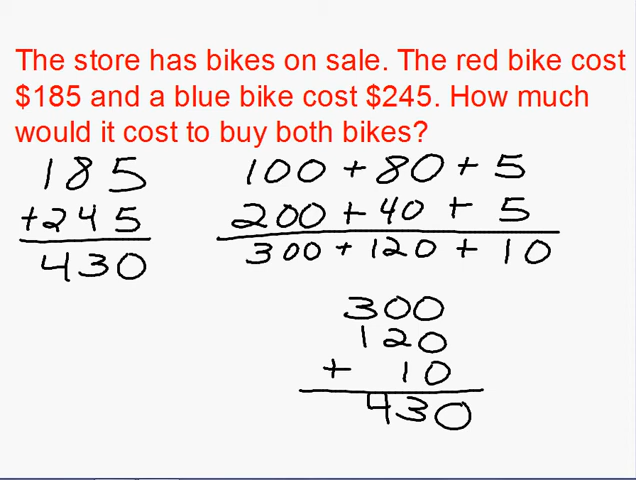 The store has bikes on sale. The red bike cost
$185 and a blue bike cost $245. How much
would it cost to buy both bikes?
185
+245
430
100 + 80 + 5
200 + 40 + 5
300 + 120 + 10
300
120
+ 10
430